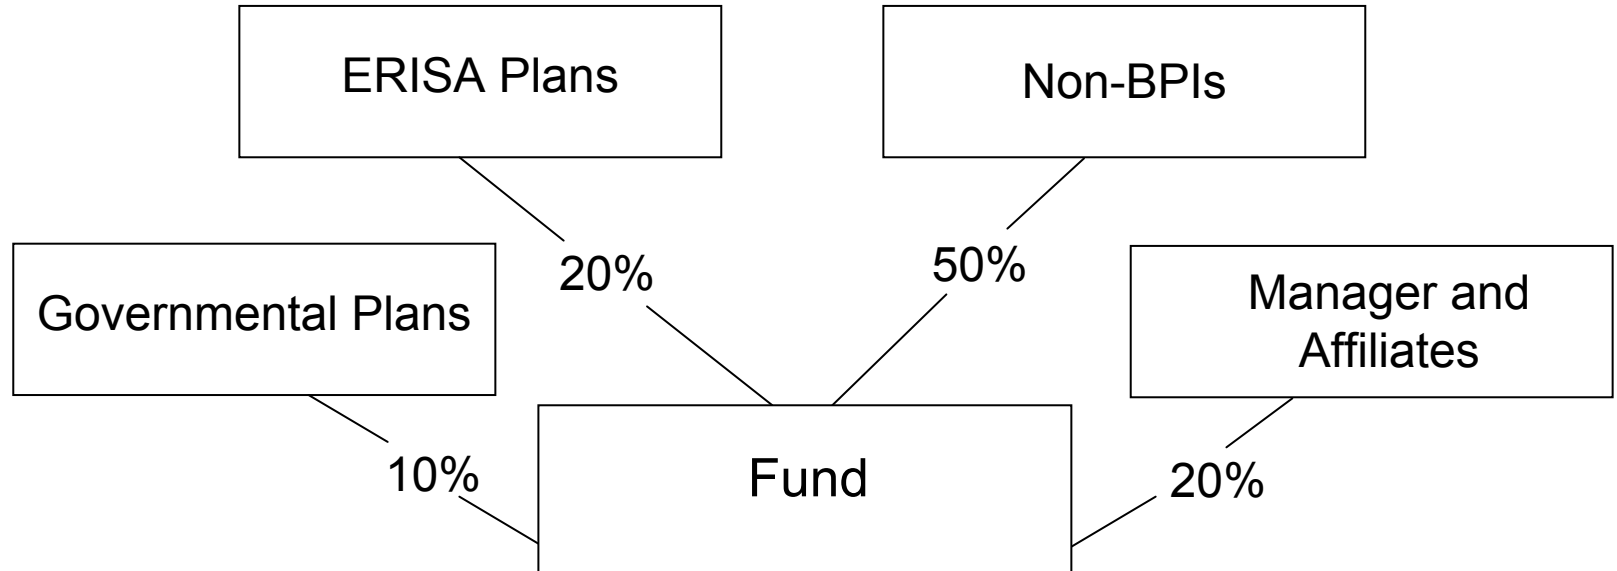 ERISA Plans
Non-BPIs
20%
50%
Governmental Plans
Manager and
Affiliates
10%
Fund
20%